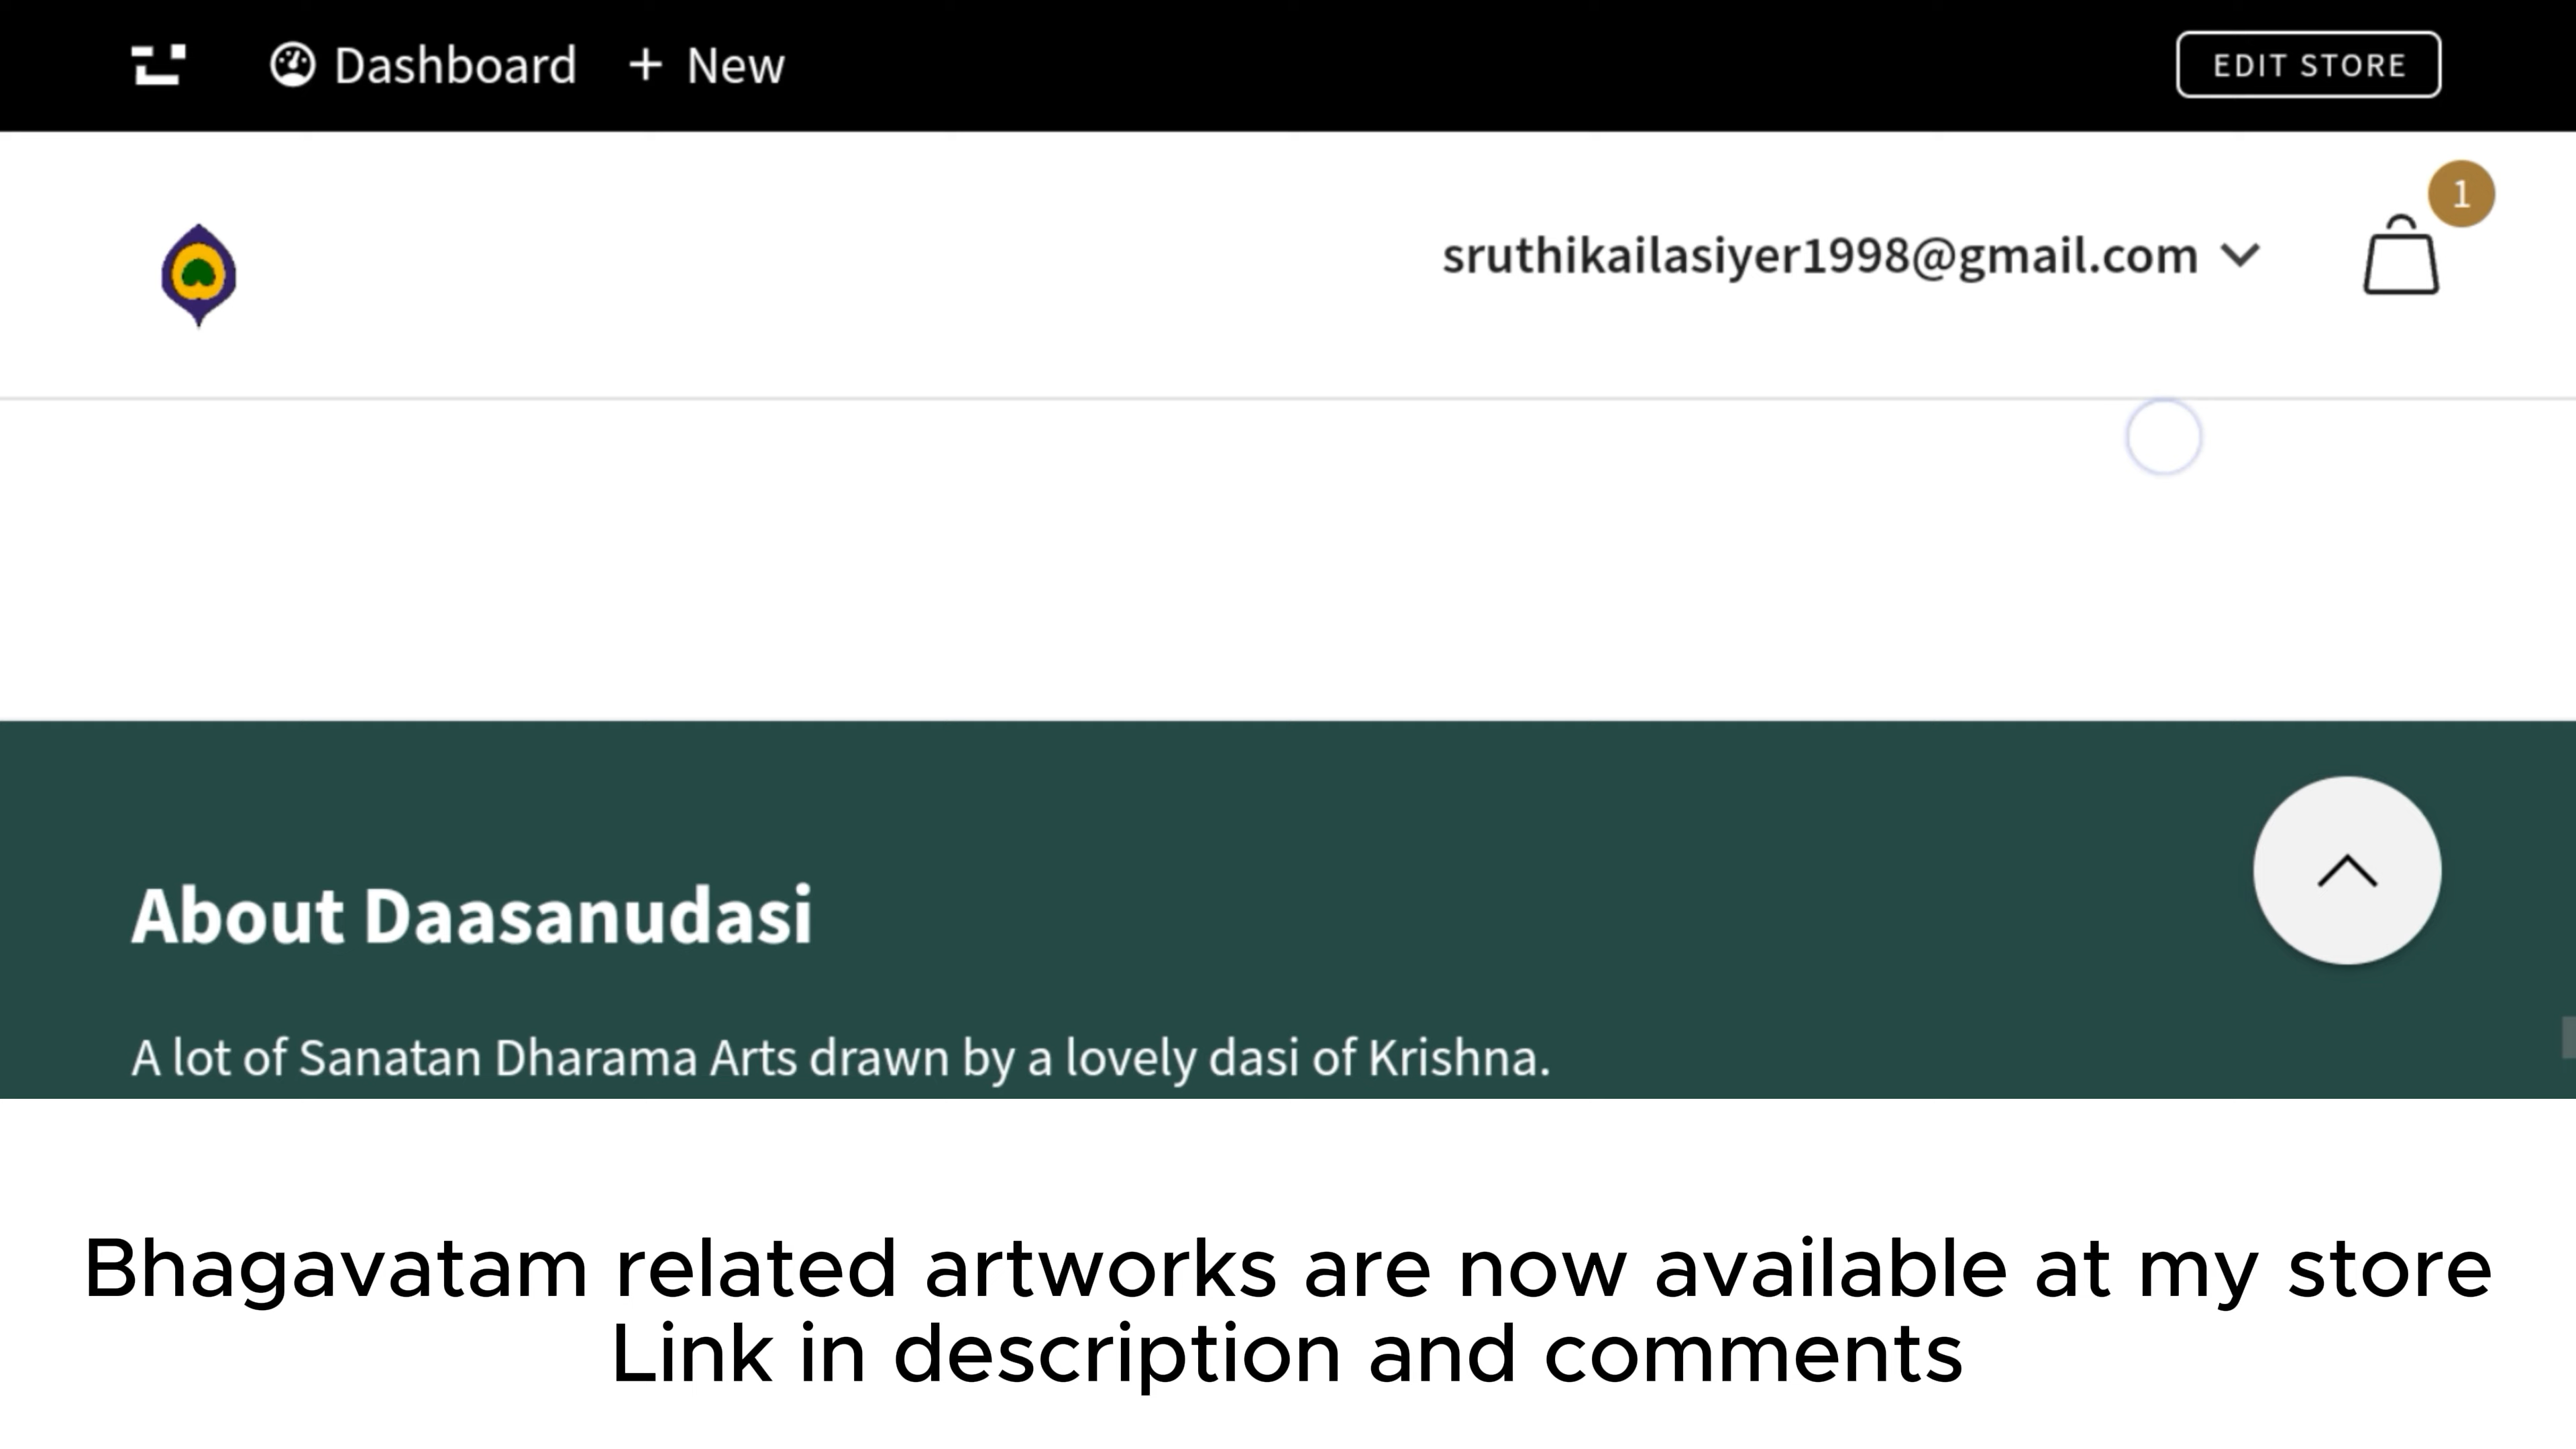 Dashboard + New EDIT STORE
sruthikailasiyer1998@gmail.com 1
About Daasanudasi
A lot of Sanatan Dharama Arts drawn by a lovely dasi of Krishna.
Bhagavatam related artworks are now available at my store
Link in description and comments